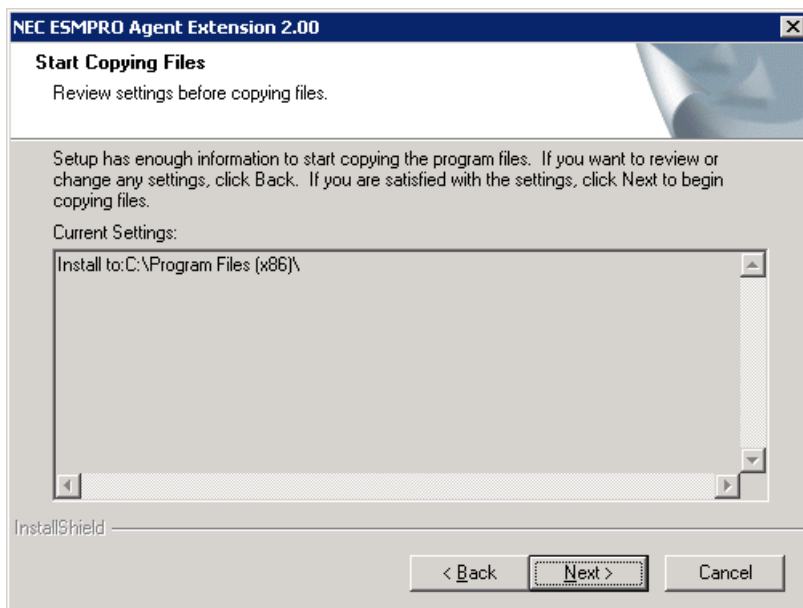 NEC ESMPRO Agent Extension 2.00
Start Copying Files
Review settings before copying files.
Setup has enough information to start copying the program files.  If you want to review or
change any settings, click Back.  If you are satisfied with the settings, click Next to begin
copying files.
Current Settings:
Install to:C:\Program Files (x86)\
InstallShield
< Back
Next >
Cancel